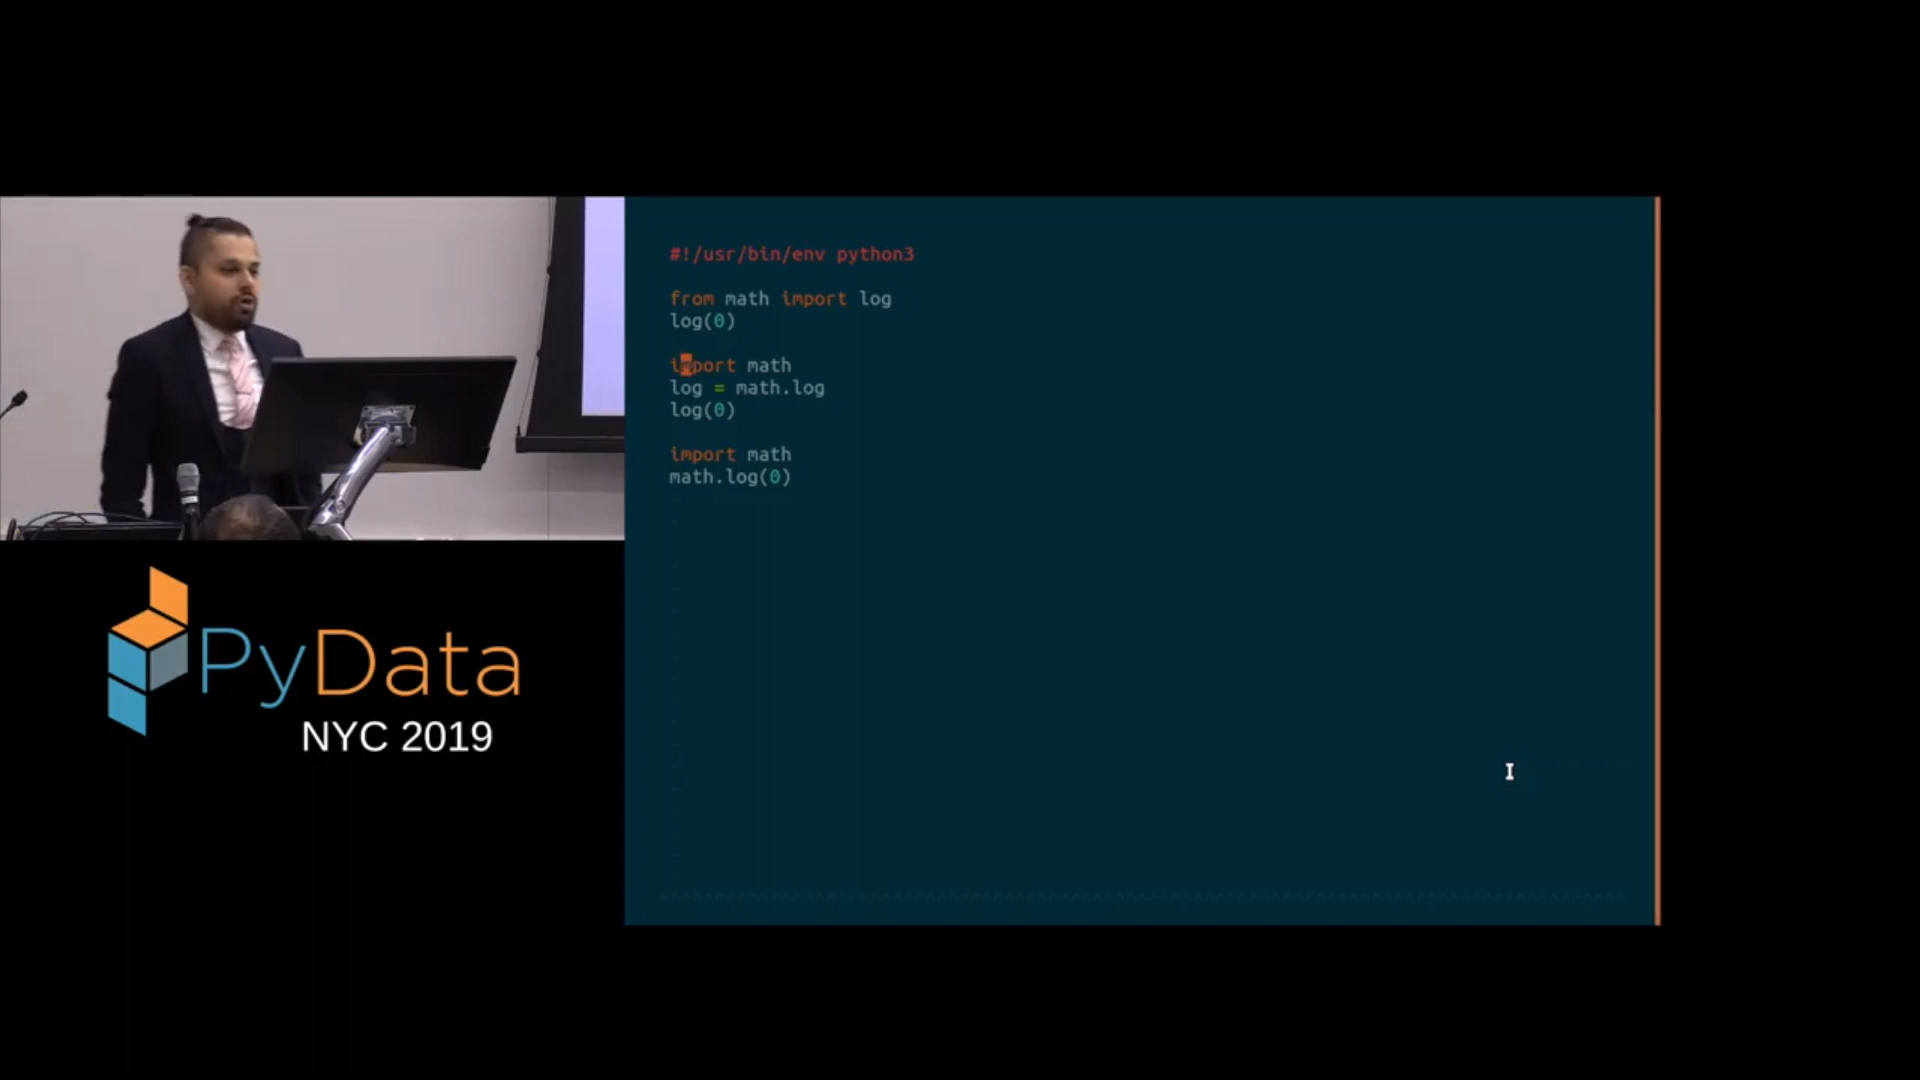 #!/usr/bin/env python3
from math import log
log(0)
import math
log = math.log
log(0)
import math
math.log(0)
PyData
NYC 2019